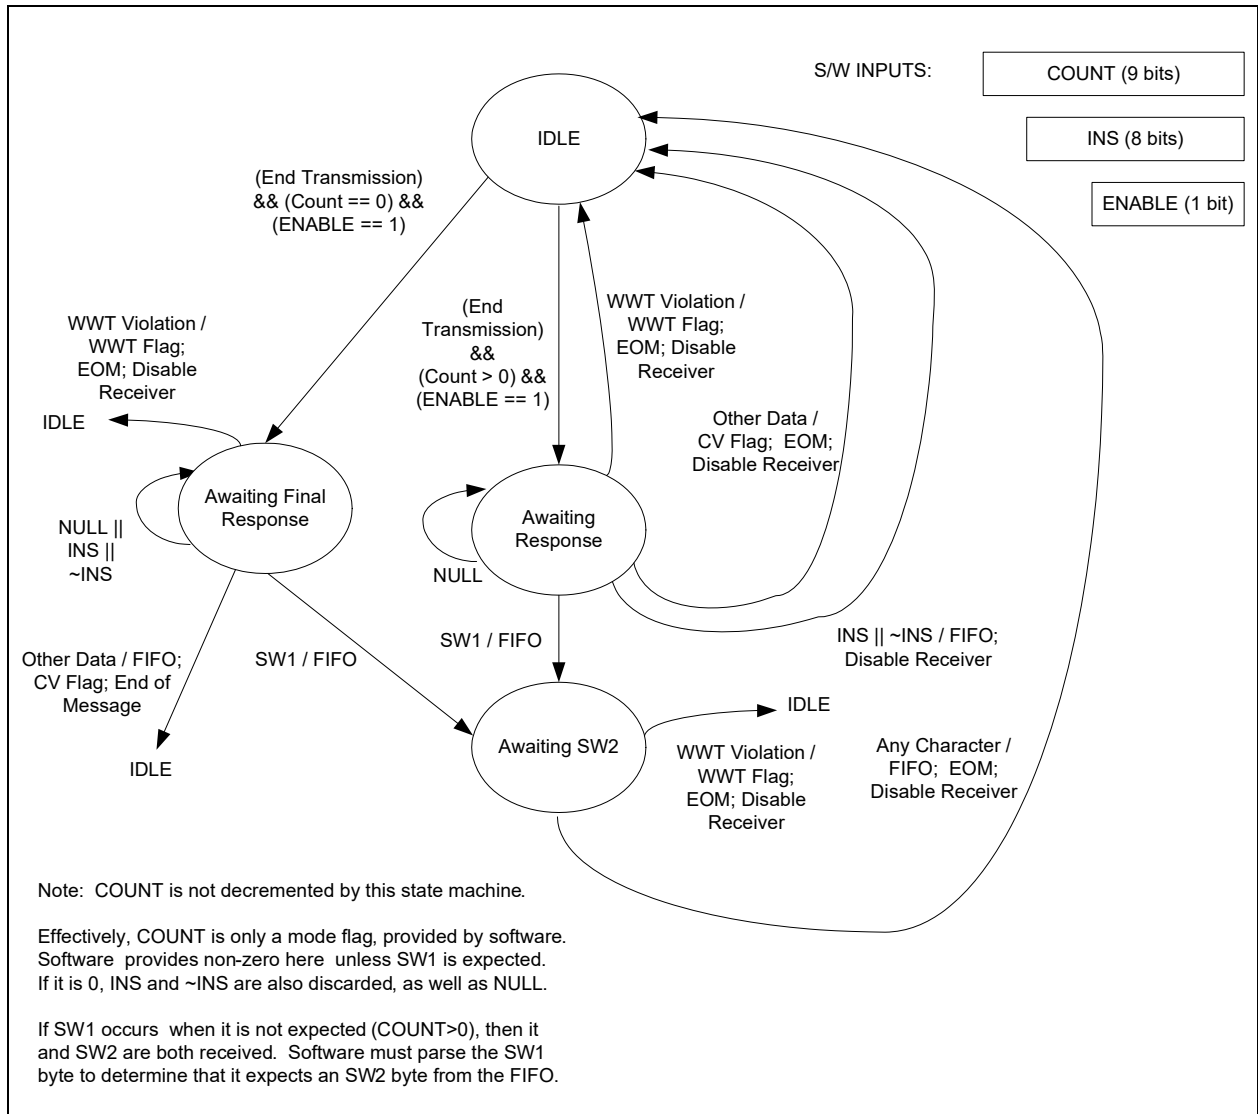 S/W INPUTS:
COUNT (9 bits)
INS (8 bits)
ENABLE (1 bit)
IDLE
(End Transmission)
&& (Count == 0) &&
(ENABLE == 1)
(End
Transmission)
&&
(Count > 0) &&
(ENABLE == 1)
WWT Violation /
WWT Flag;
EOM; Disable
Receiver
WWT Violation /
WWT Flag;
EOM; Disable
Receiver
IDLE
Other Data /
CV Flag;  EOM;
Disable Receiver
Awaiting Final
Response
NULL ||
INS ||
~INS
Awaiting
Response
NULL
Other Data / FIFO;
CV Flag; End of
Message
SW1 / FIFO
SW1 / FIFO
INS || ~INS / FIFO;
Disable Receiver
IDLE
Awaiting SW2
IDLE
WWT Violation /
WWT Flag;
EOM; Disable
Receiver
Any Character /
FIFO;  EOM;
Disable Receiver
Note:  COUNT is not decremented by this state machine.
Effectively, COUNT is only a mode flag, provided by software.
Software  provides non-zero here  unless SW1 is expected.
If it is 0, INS and ~INS are also discarded, as well as NULL.
If SW1 occurs  when it is not expected (COUNT>0), then it
and SW2 are both received.  Software must parse the SW1
byte to determine that it expects an SW2 byte from the FIFO.